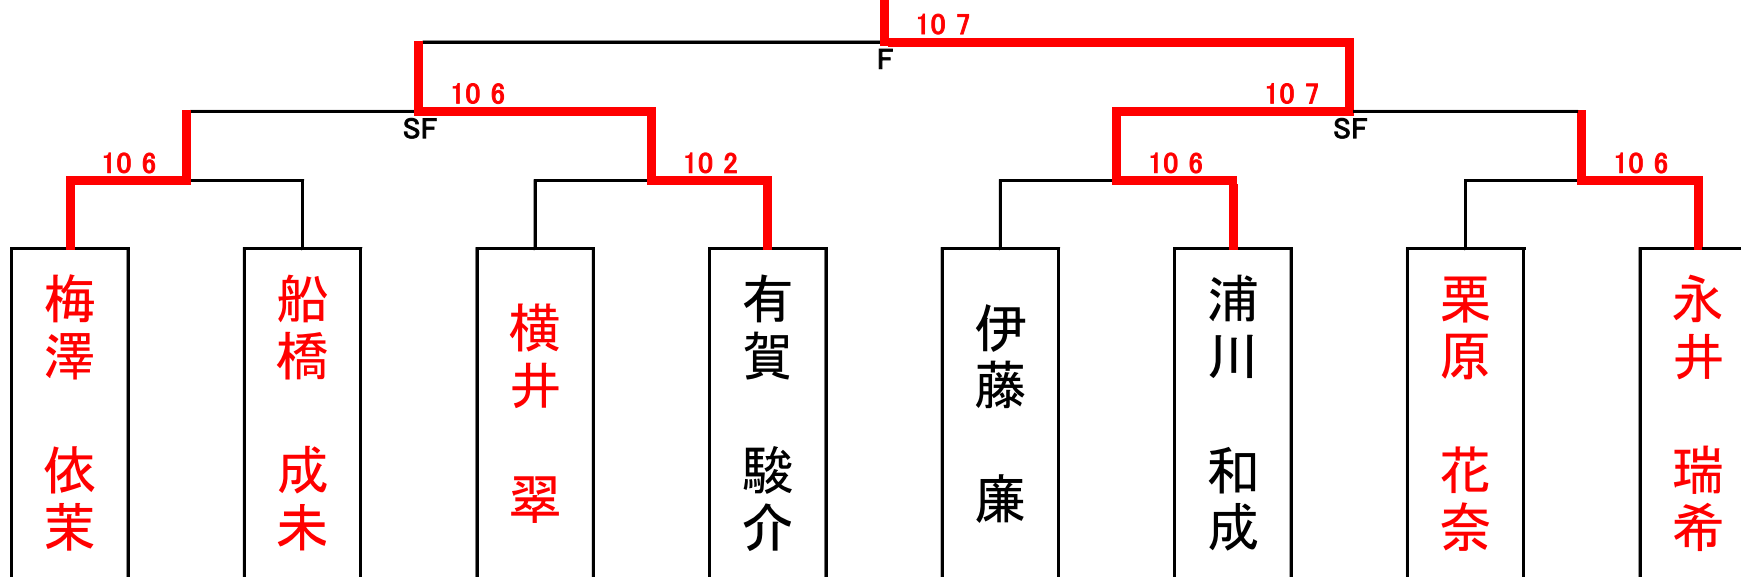 10 7
F
10 6
10 7
SF
SF
10 6
10 2
10 6
10 6
梅澤 依茉
船橋 成未
横井 翠
有賀 駿介
伊藤 廉
浦川 和成
栗原 花奈
永井 瑞希